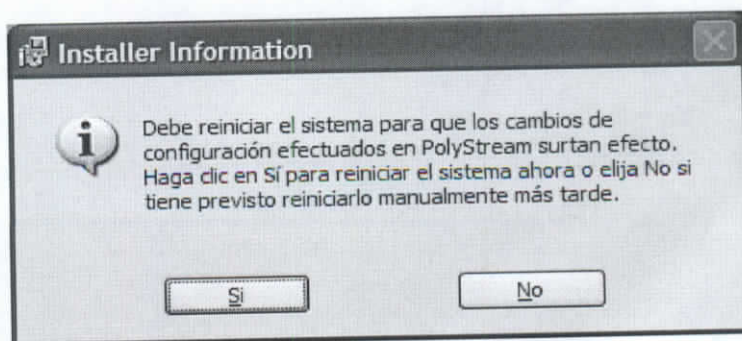 Installer Information
Debe reiniciar el sistema para que los cambios de
configuración efectuados en PolyStream surtan efecto.
Haga clic en Sí para reiniciar el sistema ahora o elija No si
tiene previsto reiniciarlo manualmente más tarde.
Si
No